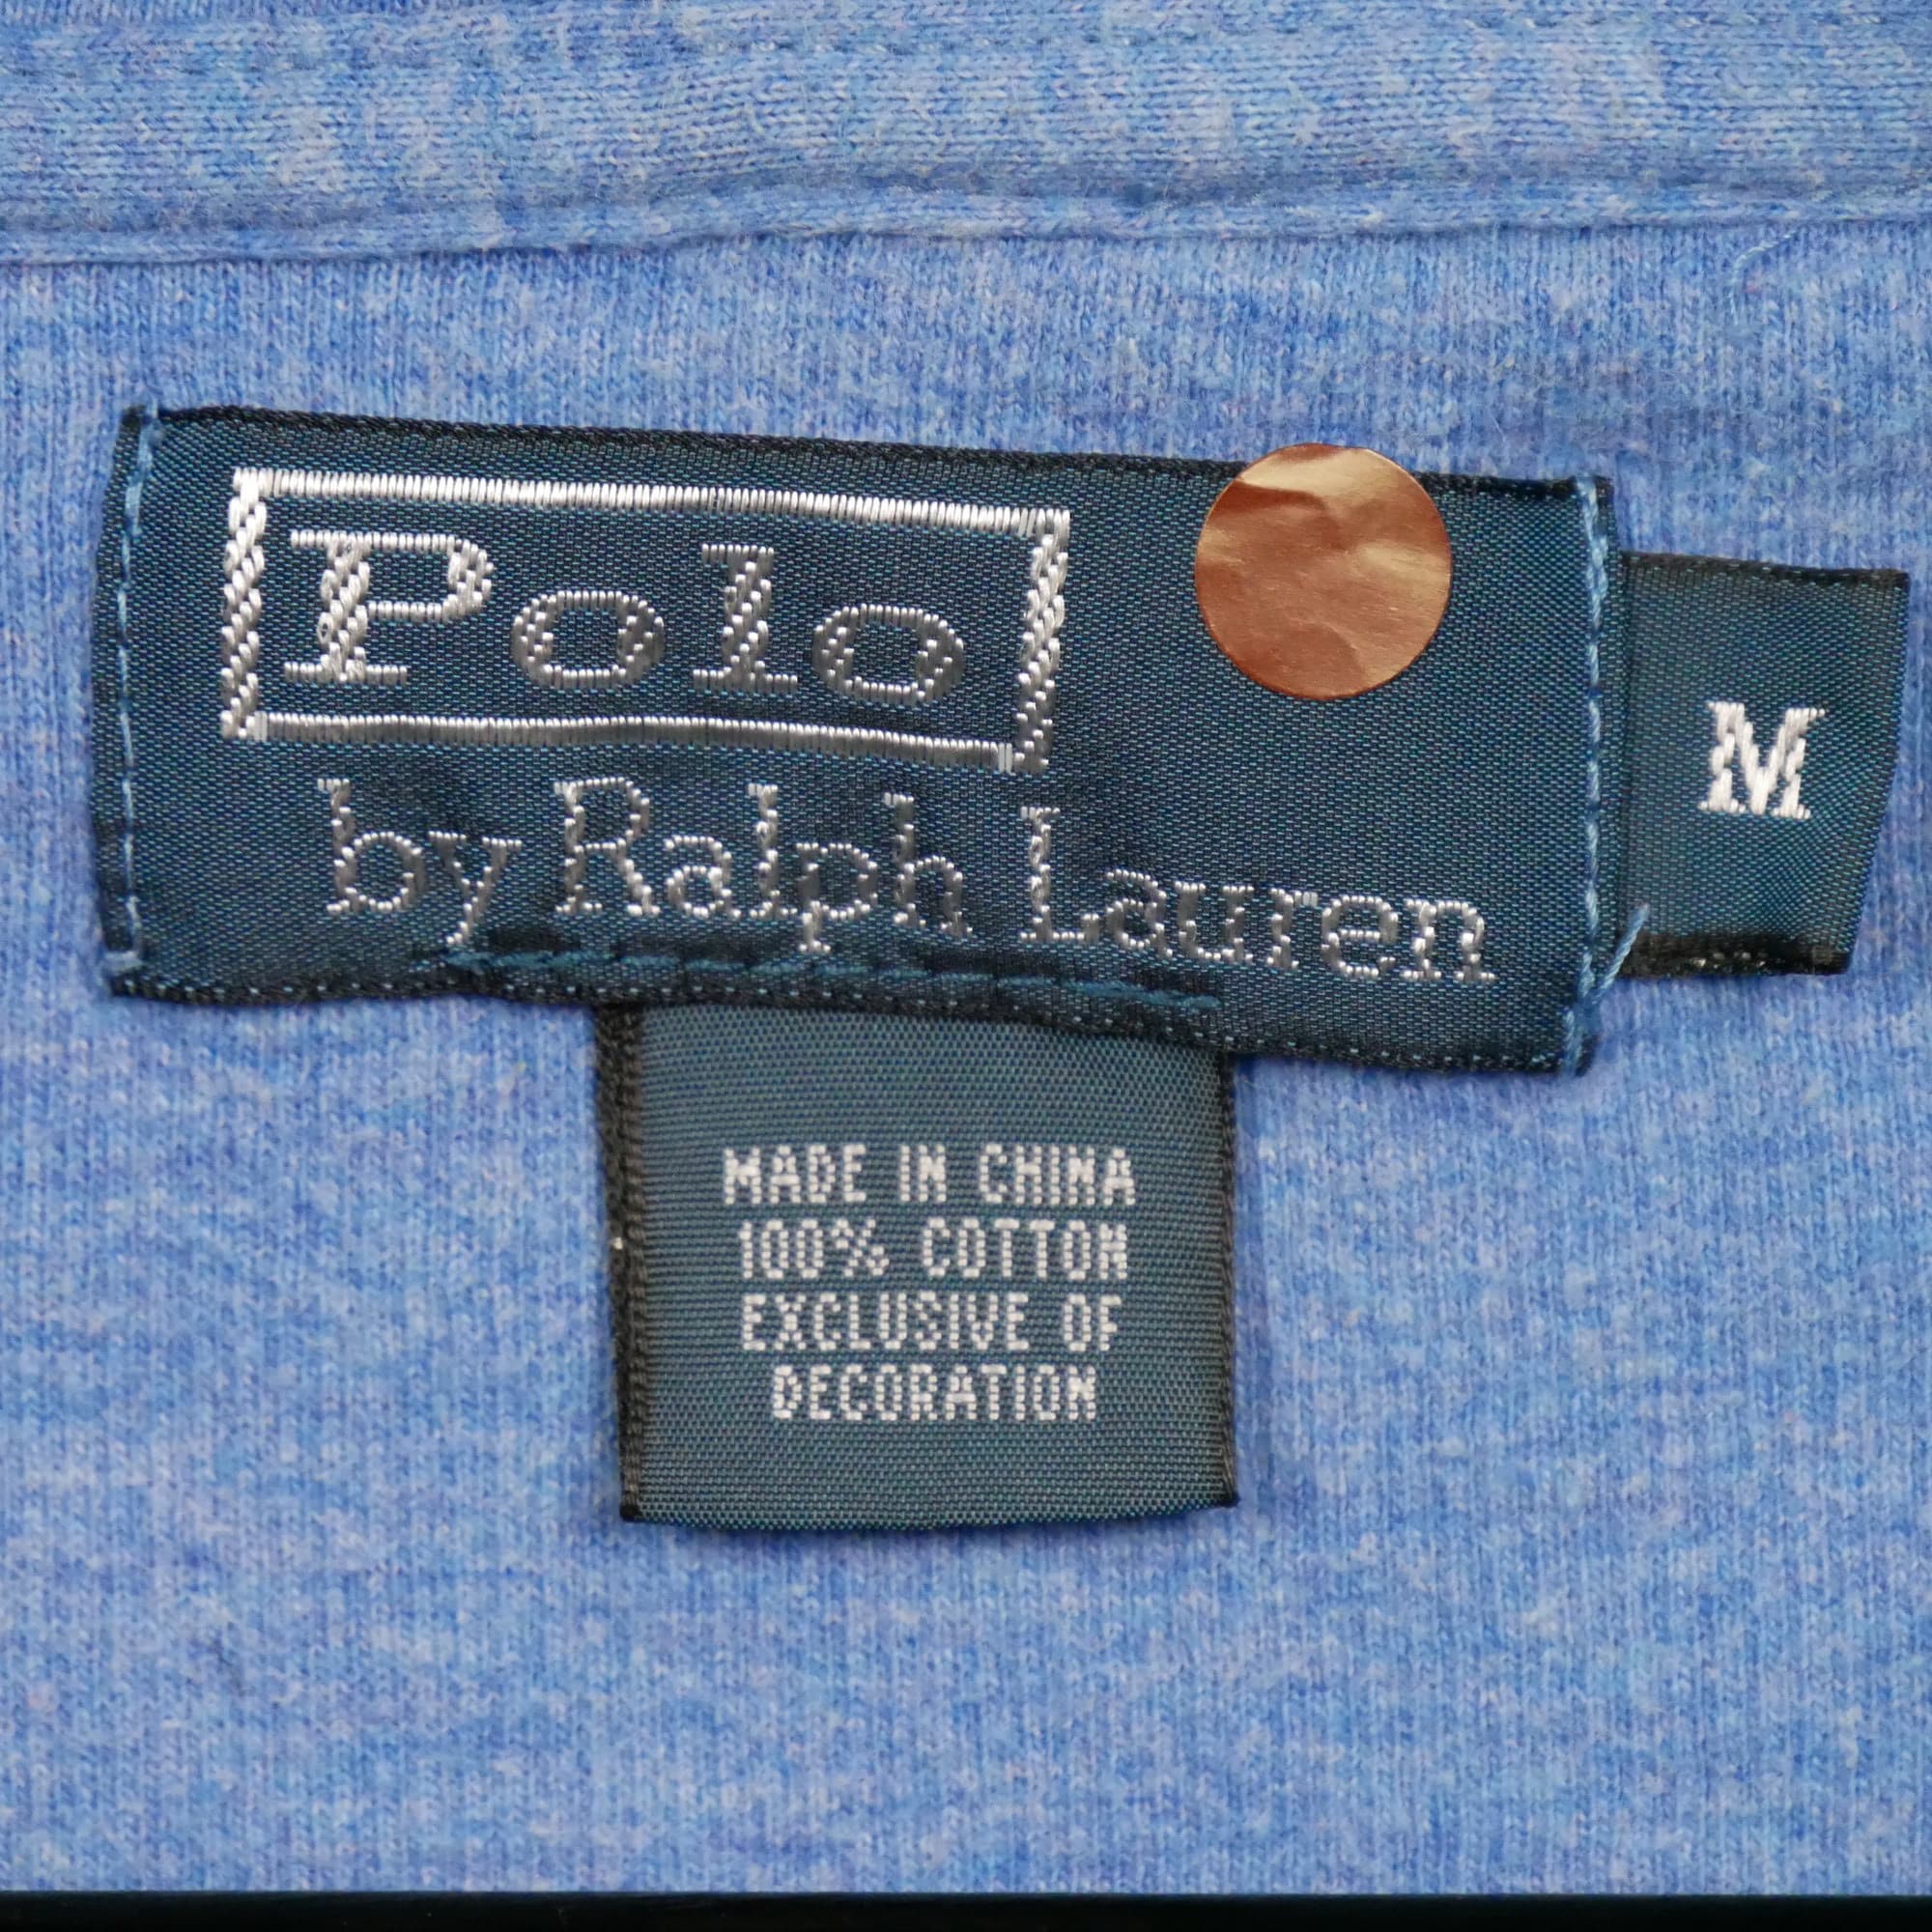 Polo
by Ralph Lauren
M
MADE IN CHINA
100% COTTON
EXCLUSIVE OF
DECORATION